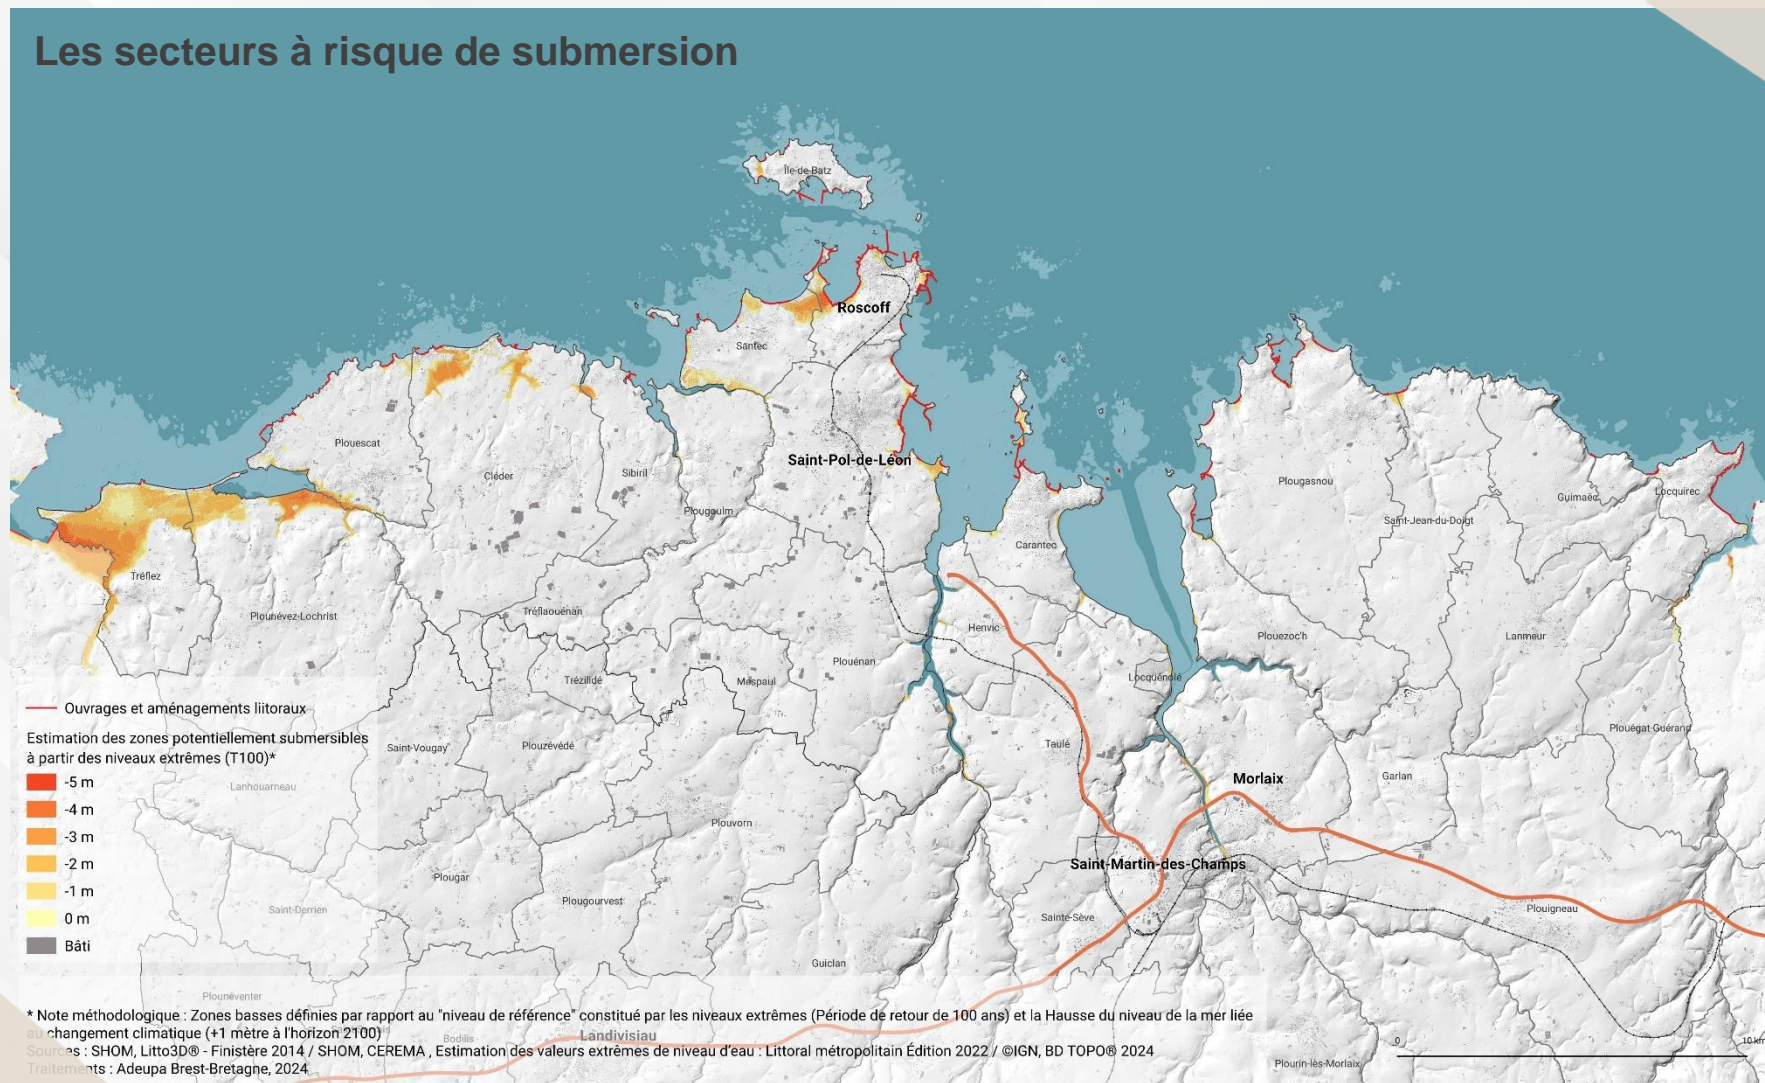 Les secteurs à risque de submersion
Île-de-Batz
Roscoff
Santec
Plouescat
Cléder
Sibiril
Saint-Pol-de-Léon
Plougoulm
Plougasnou
Guimaëc
Locquirec
Saint-Jean-du-Doigt
Carantec
Tréflez
Plounévez-Lochrist
Tréflaouénan
Henvic
Plouezoc'h
Lanmeur
Plouénan
Trézilidé
Mespaul
Locquénolé
Ouvrages et aménagements liitoraux
Estimation des zones potentiellement submersibles
à partir des niveaux extrêmes (T100)*
-5 m
-4 m
-3 m
-2 m
-1 m
0 m
Bâti
Saint-Vougay
Plouzévédé
Taulé
Plouégat-Guérand
Lanhouarneau
Morlaix
Garlan
Plouvorn
Saint-Martin-des-Champs
Plougar
Plougourvest
Saint-Derrien
Sainte-Sève
Plouigneau
Guiclan
Plounéventer
* Note méthodologique : Zones basses définies par rapport au "niveau de référence" constitué par les niveaux extrêmes (Période de retour de 100 ans) et la Hausse du niveau de la mer liée
au changement climatique (+1 mètre à l'horizon 2100)
Bodilis
Landivisiau
Sources : SHOM, Litto3D® - Finistère 2014 / SHOM, CEREMA , Estimation des valeurs extrêmes de niveau d'eau : Littoral métropolitain Édition 2022 / ©IGN, BD TOPO® 2024
Traitements : Adeupa Brest-Bretagne, 2024
Plourin-lès-Morlaix
0
10 km